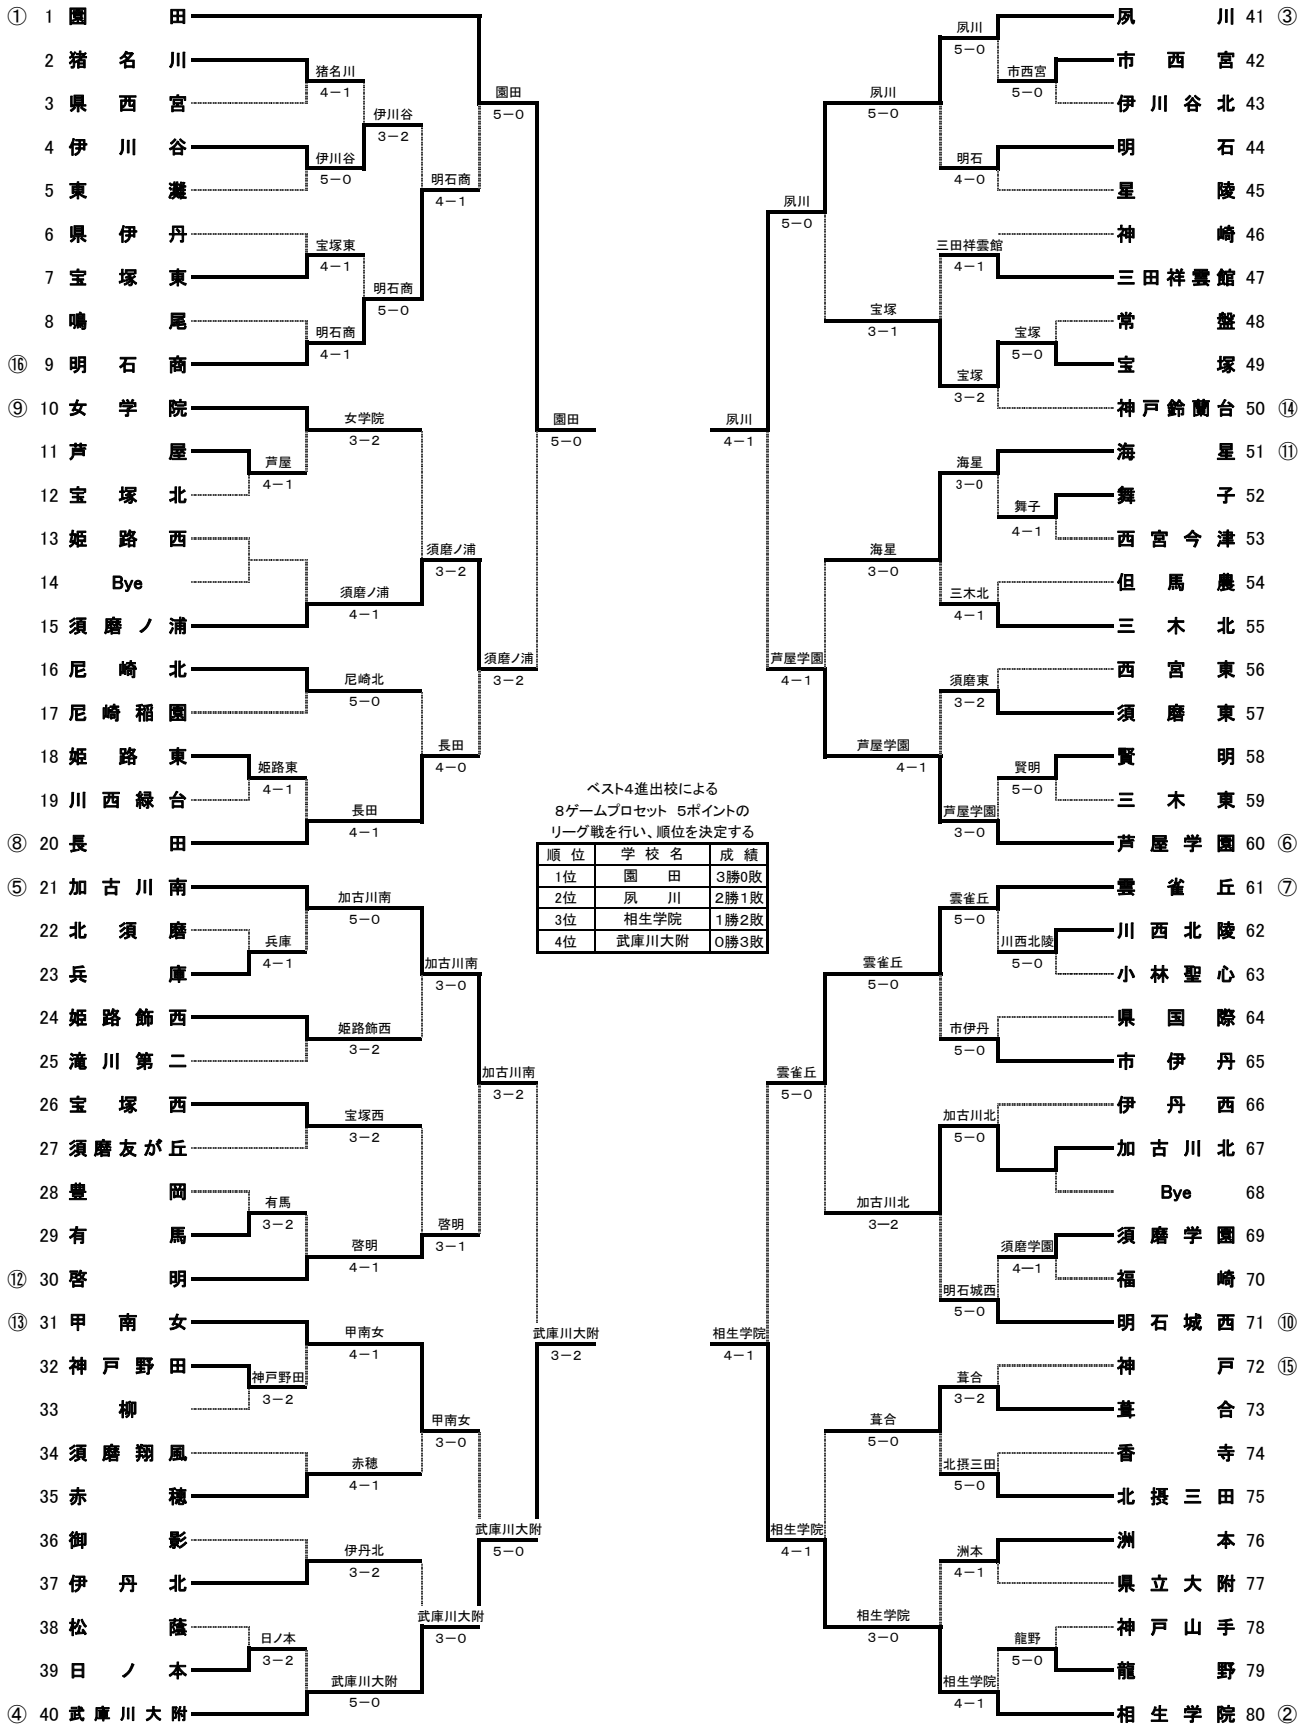 ① 1 園田
2 猪名川
3 県西宮
4 伊川谷
5 東灘
6 県伊丹
7 宝塚東
8 鳴尾
⑯ 9 明石商
⑨ 10 女学院
11 芦屋
12 宝塚北
13 姫路西
14 Bye
15 須磨ノ浦
16 尼崎北
17 尼崎稲園
18 姫路東
19 川西緑台
⑧ 20 長田
⑤ 21 加古川南
22 北須磨
23 兵庫
24 姫路飾西
25 滝川第二
26 宝塚西
27 須磨友が丘
28 豊岡
29 有馬
⑫ 30 啓明
⑬ 31 甲南女
32 神戸野田
33 柳
34 須磨翔風
35 赤穂
36 御影
37 伊丹北
38 松蔭
39 日ノ本
④ 40 武庫川大附
猪名川
4－1
伊川谷
5－0
宝塚東
4－1
明石商
4－1
伊川谷
3－2
明石商
5－0
明石商
4－1
園田
5－0
芦屋
4－1
女学院
3－2
須磨ノ浦
4－1
須磨ノ浦
3－2
尼崎北
5－0
姫路東
4－1
長田
4－1
長田
4－0
須磨ノ浦
3－2
園田
5－0
兵庫
4－1
加古川南
5－0
姫路飾西
3－2
加古川南
3－0
宝塚西
3－2
有馬
3－2
啓明
4－1
啓明
3－1
加古川南
3－2
神戸野田
3－2
甲南女
4－1
赤穂
4－1
甲南女
3－0
伊丹北
3－2
日ノ本
3－2
武庫川大附
5－0
武庫川大附
3－0
武庫川大附
5－0
武庫川大附
3－2
ベスト4進出校による
8ゲームプロセット 5ポイントの
リーグ戦を行い、順位を決定する
順位 学校名 成績
1位 園田 3勝0敗
2位 夙川 2勝1敗
3位 相生学院 1勝2敗
4位 武庫川大附 0勝3敗
夙川 41 ③
市西宮 42
伊川谷北 43
明石 44
星陵 45
神崎 46
三田祥雲館 47
常盤 48
宝塚 49
神戸鈴蘭台 50 ⑭
海星 51 ⑪
舞子 52
西宮今津 53
但馬農 54
三木北 55
西宮東 56
須磨東 57
賢明 58
三木東 59
芦屋学園 60 ⑥
雲雀丘 61 ⑦
川西北陵 62
小林聖心 63
県国際 64
市伊丹 65
伊丹西 66
加古川北 67
Bye 68
須磨学園 69
福崎 70
明石城西 71 ⑩
神戸 72 ⑮
葺合 73
香寺 74
北摂三田 75
洲本 76
県立大附 77
神戸山手 78
龍野 79
相生学院 80 ②
夙川
5－0
市西宮
5－0
夙川
5－0
明石
4－0
夙川
5－0
三田祥雲館
4－1
宝塚
3－1
宝塚
5－0
宝塚
3－2
夙川
4－1
海星
3－0
舞子
4－1
海星
3－0
三木北
4－1
芦屋学園
4－1
須磨東
3－2
芦屋学園
4－1
賢明
5－0
芦屋学園
3－0
雲雀丘
5－0
川西北陵
5－0
雲雀丘
5－0
市伊丹
5－0
雲雀丘
5－0
加古川北
5－0
加古川北
3－2
須磨学園
4－1
明石城西
5－0
相生学院
4－1
葺合
3－2
葺合
5－0
北摂三田
5－0
相生学院
4－1
洲本
4－1
相生学院
3－0
龍野
5－0
相生学院
4－1